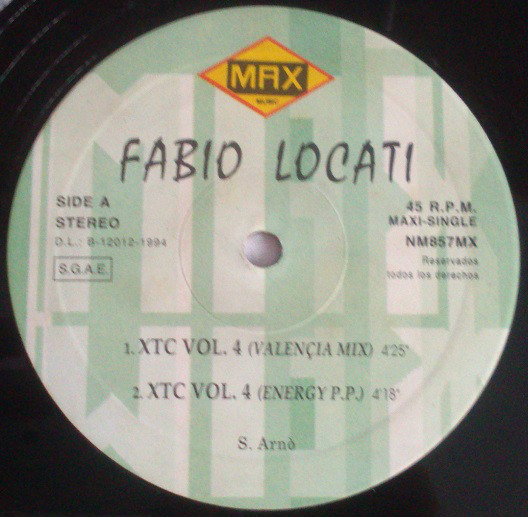 MAX
MUSIC
FABIO LOCATI
SIDE A
STEREO
D.L.: B-12012-1994
S.G.A.E.
45 R.P.M.
MAXI-SINGLE
NM857MX
Reservados
todos los derechos
1. XTC VOL. 4 (VALENÇIA MIX) 4'25"
2. XTC VOL. 4 (ENERGY P.P.) 4'18"
S. Arnò